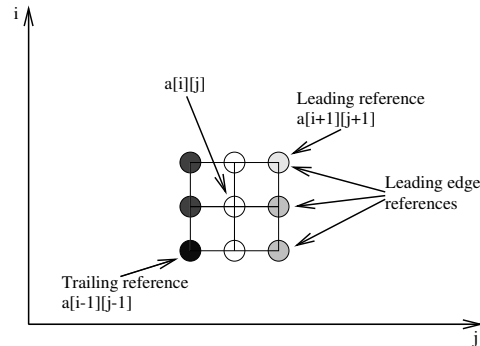 i
a[i][j]
Leading reference
a[i+1][j+1]
Leading edge
references
Trailing reference
a[i-1][j-1]
j